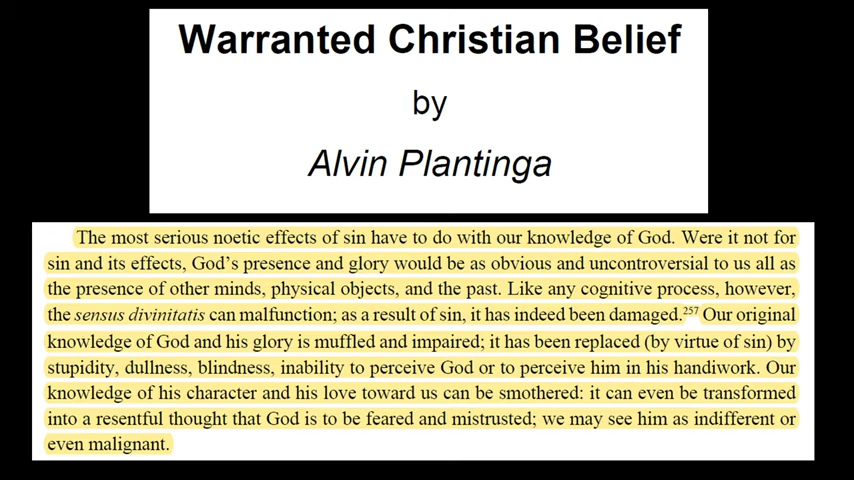 Warranted Christian Belief
by
Alvin Plantinga
The most serious noetic effects of sin have to do with our knowledge of God. Were it not for
sin and its effects, God’s presence and glory would be as obvious and uncontroversial to us all as
the presence of other minds, physical objects, and the past. Like any cognitive process, however,
the sensus divinitatis can malfunction; as a result of sin, it has indeed been damaged.257 Our original
knowledge of God and his glory is muffled and impaired; it has been replaced (by virtue of sin) by
stupidity, dullness, blindness, inability to perceive God or to perceive him in his handiwork. Our
knowledge of his character and his love toward us can be smothered: it can even be transformed
into a resentful thought that God is to be feared and mistrusted; we may see him as indifferent or
even malignant.